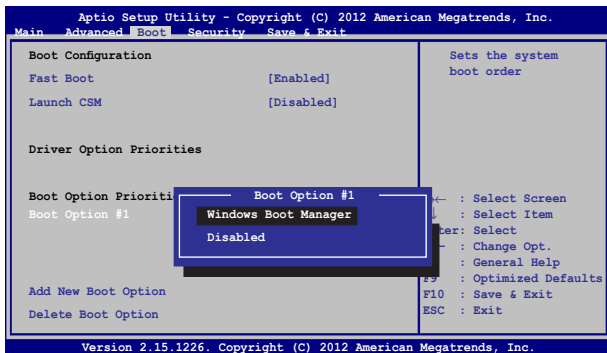 Aptio Setup Utility - Copyright (C) 2012 American Megatrends, Inc.
Main Advanced Boot Security Save & Exit
Boot Configuration
Fast Boot [Enabled]
Launch CSM [Disabled]
Driver Option Priorities
Boot Option Prioriti
Boot Option #1
Boot Option #1
Windows Boot Manager
Disabled
Add New Boot Option
Delete Boot Option
Sets the system
boot order
← : Select Screen
↓ : Select Item
ter: Select
- : Change Opt.
: General Help
F9 : Optimized Defaults
F10 : Save & Exit
ESC : Exit
Version 2.15.1226. Copyright (C) 2012 American Megatrends, Inc.